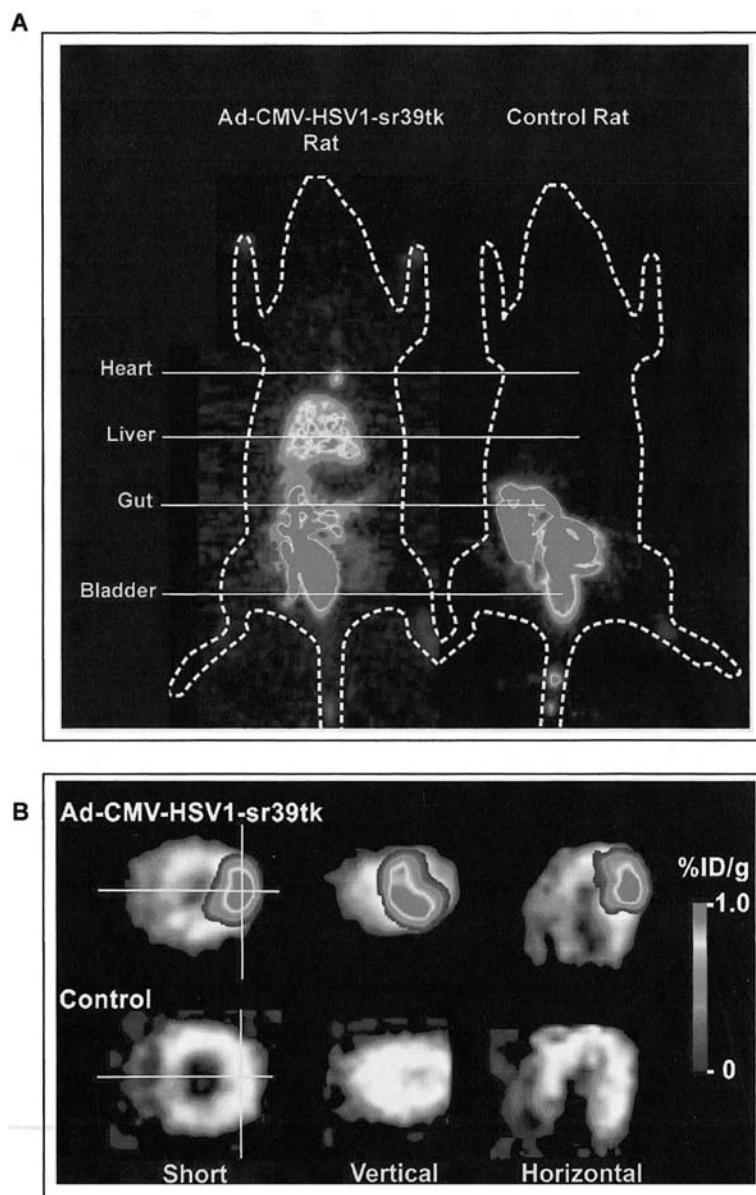 A
Ad-CMV-HSV1-sr39tk
Rat
Control Rat
Heart
Liver
Gut
Bladder
B
Ad-CMV-HSV1-sr39tk
%ID/g
1.0
Control
0
Short
Vertical
Horizontal